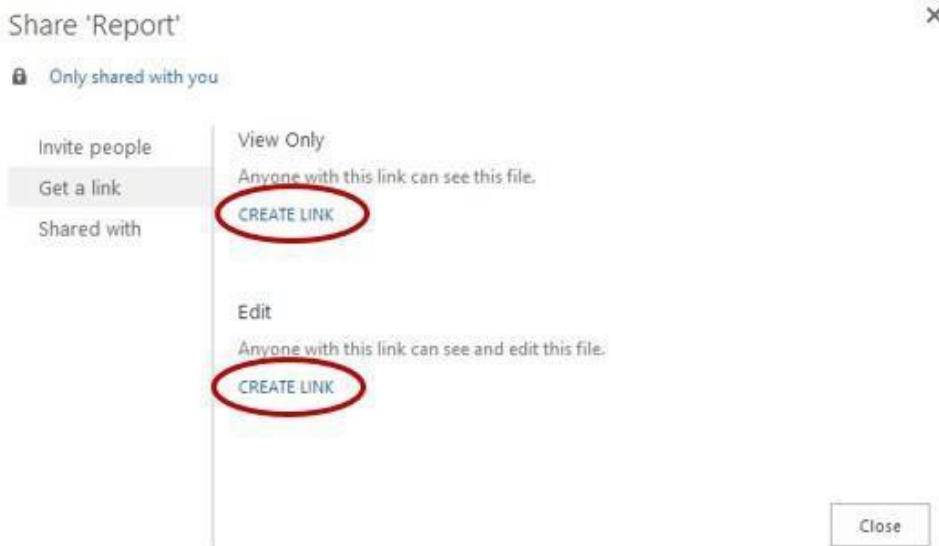 Share 'Report'
Only shared with you
Invite people
Get a link
Shared with
View Only
Anyone with this link can see this file.
CREATE LINK
Edit
Anyone with this link can see and edit this file.
CREATE LINK
Close